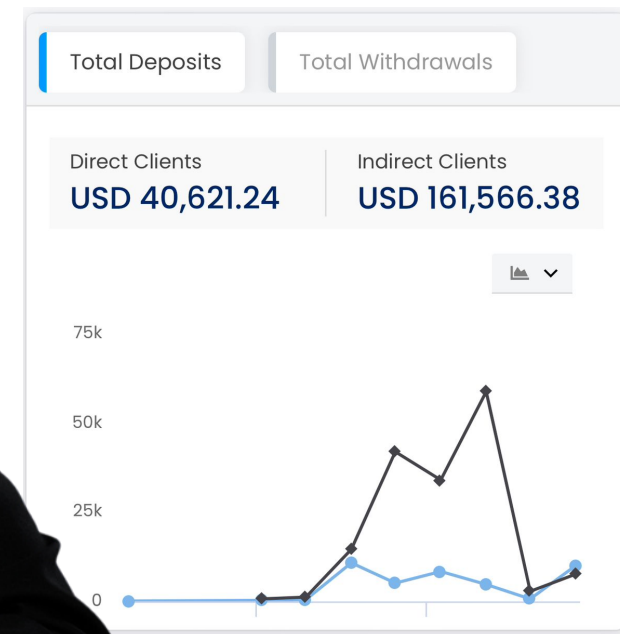 Total Deposits
Total Withdrawals
Direct Clients
Indirect Clients
USD 40,621.24
USD 161,566.38
75k
50k
25k
0